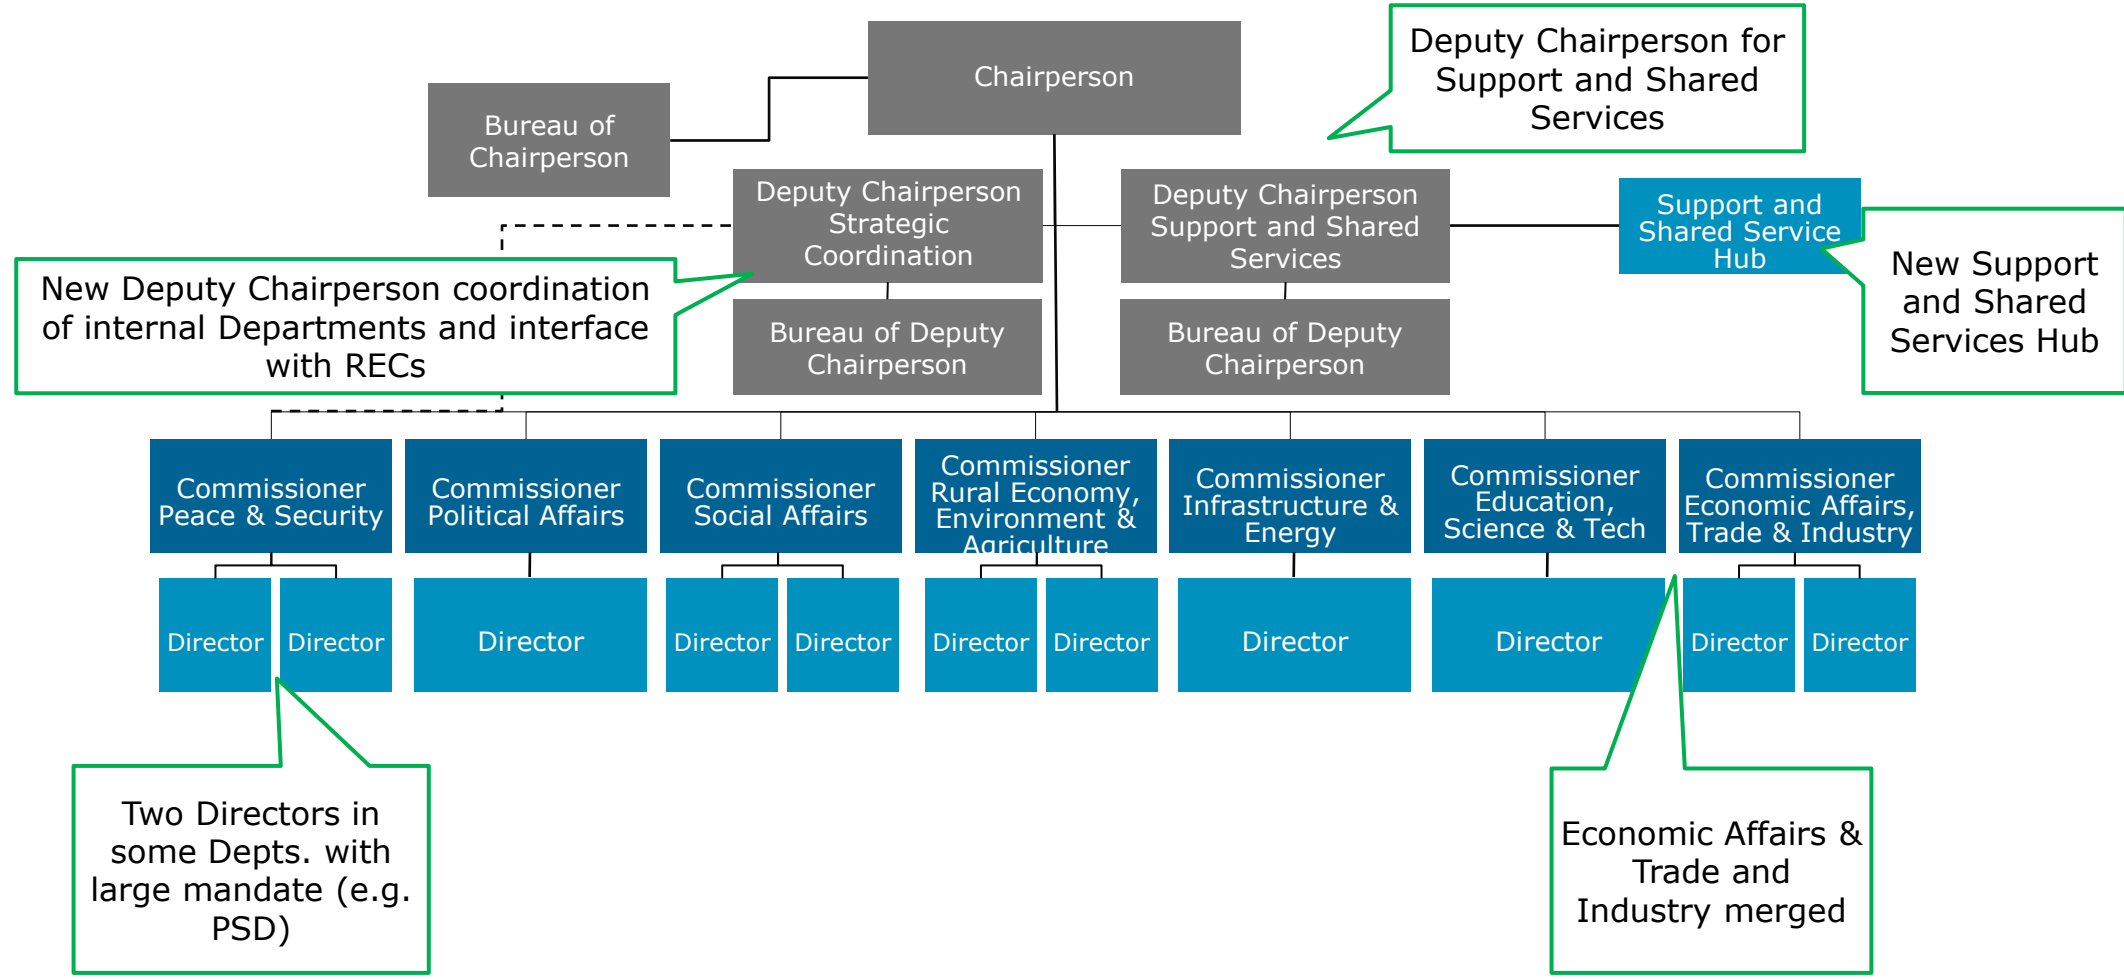 Deputy Chairperson for
Support and Shared
Services
Chairperson
Bureau of
Chairperson
Deputy Chairperson
Strategic
Coordination
Deputy Chairperson
Support and Shared
Services
Support and
Shared Service
Hub
New Support
and Shared
Services Hub
New Deputy Chairperson coordination
of internal Departments and interface
with RECs
Bureau of Deputy
Chairperson
Bureau of Deputy
Chairperson
Commissioner
Peace & Security
Commissioner
Political Affairs
Commissioner
Social Affairs
Commissioner
Rural Economy,
Environment &
Agriculture
Commissioner
Infrastructure &
Energy
Commissioner
Education,
Science & Tech
Commissioner
Economic Affairs,
Trade & Industry
Director
Director
Director
Director
Director
Director
Director
Director
Director
Director
Director
Two Directors in
some Depts. with
large mandate (e.g.
PSD)
Economic Affairs &
Trade and
Industry merged